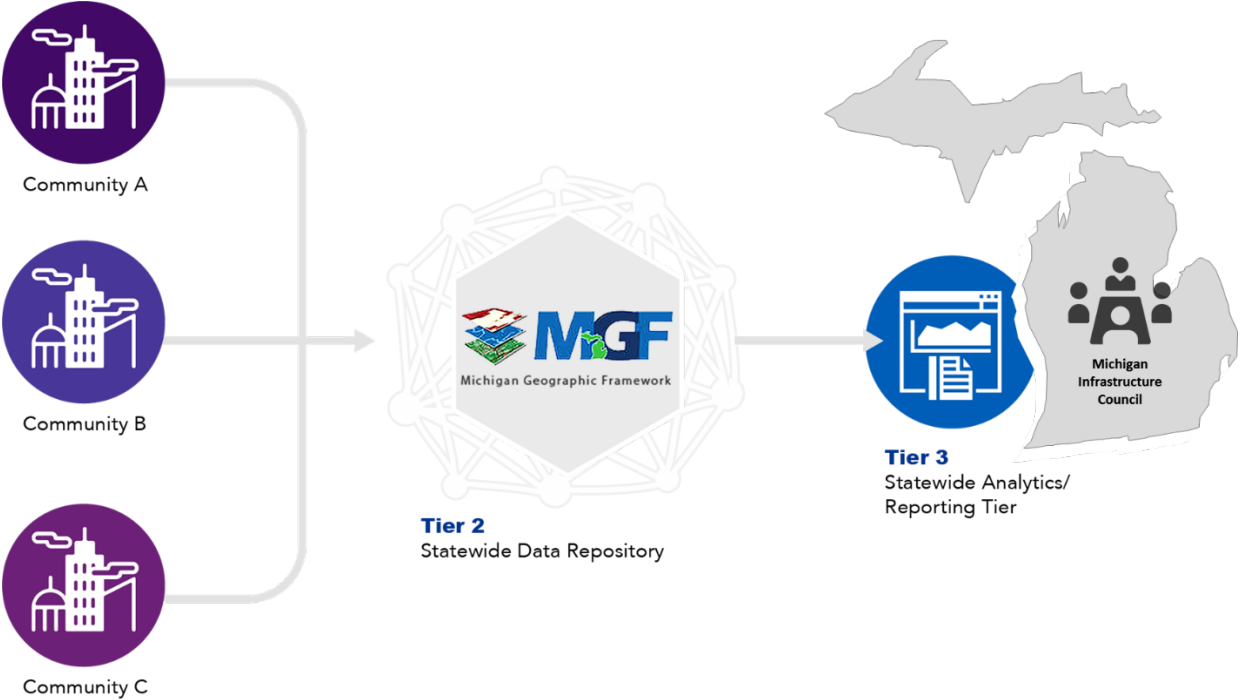 Community A
Community B
Community C
MGF
Michigan Geographic Framework
Tier 2
Statewide Data Repository
Tier 3
Statewide Analytics/
Reporting Tier
Michigan
Infrastructure
Council